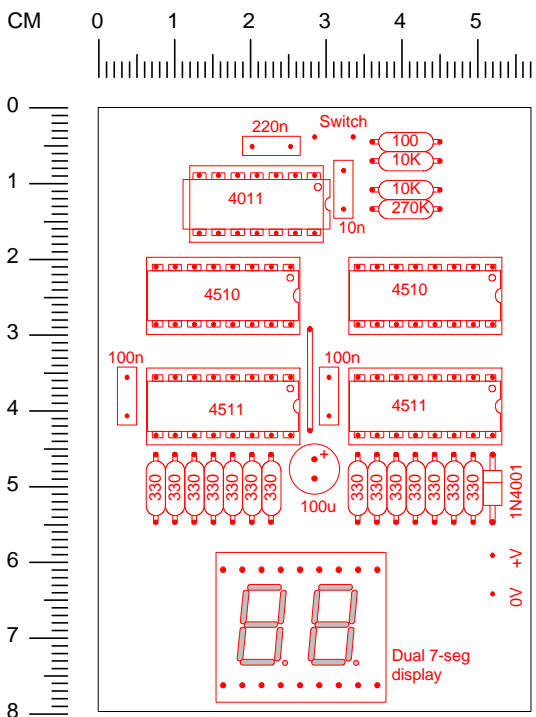 CM
0 1 2 3 4 5
0
1
2
3
4
5
6
7
8
220n
Switch
100
10K
10K
270K
4011
10n
4510
4510
100n
100n
4511
4511
+
330 330 330 330 330 330 330
330 330 330 330 330 330 330
100u
1N4001
+V
0V
Dual 7-seg
display